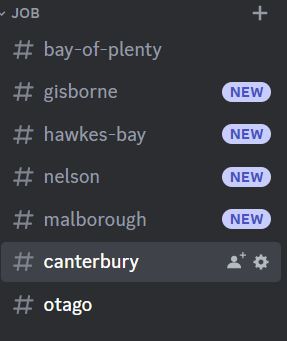 JOB
# bay-of-plenty
# gisborne NEW
# hawkes-bay NEW
# nelson NEW
# malborough NEW
# canterbury
# otago